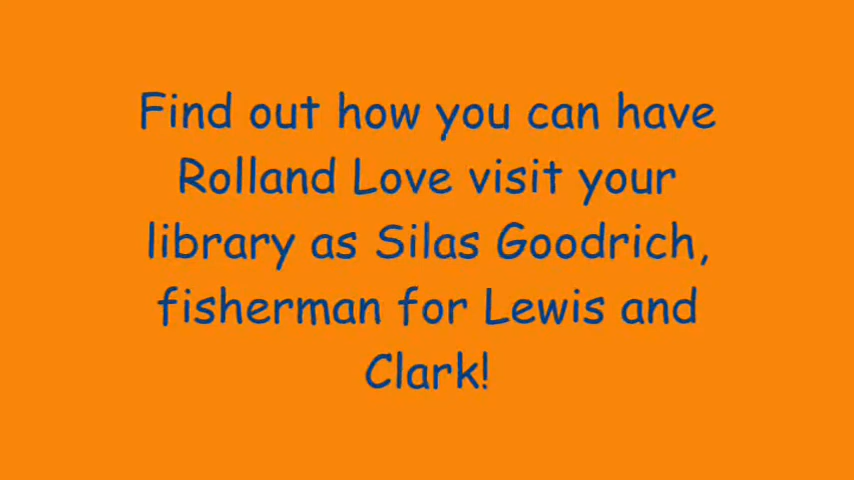 Find out how you can have
Rolland Love visit your
library as Silas Goodrich,
fisherman for Lewis and
Clark!